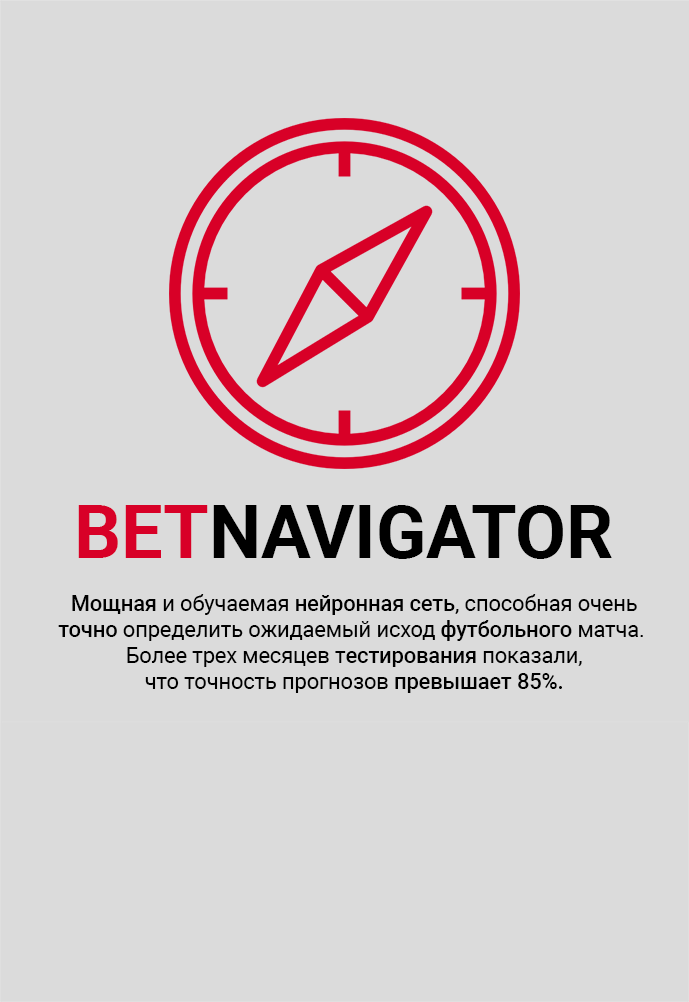 BETNAVIGATOR
Мощная и обучаемая нейронная сеть, способная очень
точно определить ожидаемый исход футбольного матча.
Более трех месяцев тестирования показали,
что точность прогнозов превышает 85%.